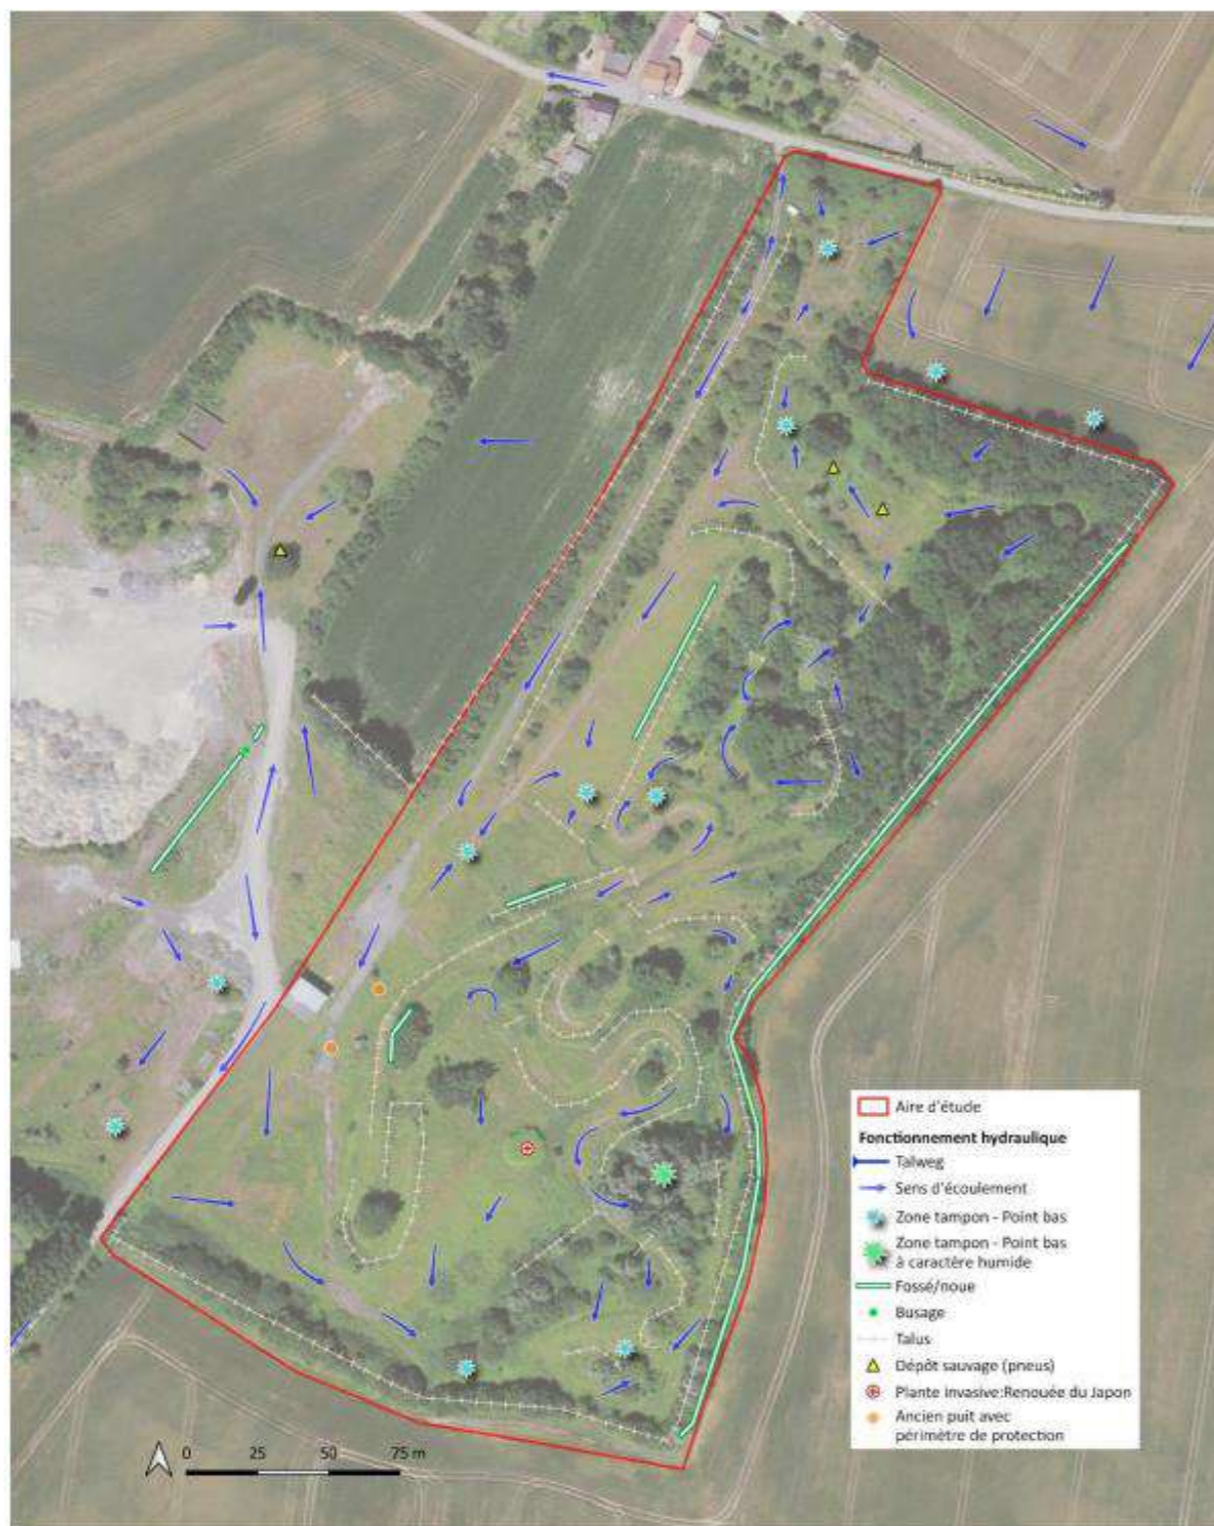 Aire d'étude
Fonctionnement hydraulique
Talweg
Sens d'écoulement
Zone tampon - Point bas
Zone tampon - Point bas
à caractère humide
Fossé/noue
Busage
Talus
Dépôt sauvage (pneus)
Plante invasive:Renouée du Japon
Ancien puit avec
périmètre de protection
0 25 50 75 m